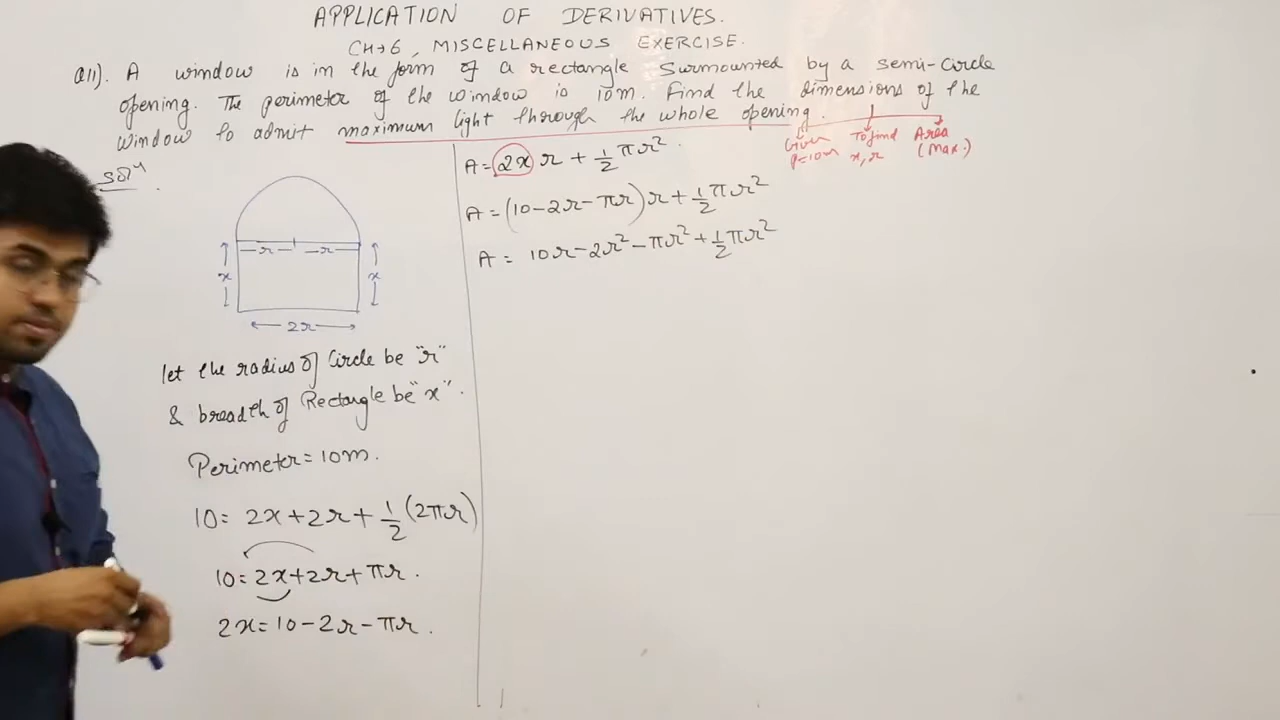 APPLICATION OF DERIVATIVES.
CH→6, MISCELLANEOUS EXERCISE.
Q11). A window is in the form of a rectangle surmounted by a semi-circle
opening. The perimeter of the window is 10m. Find the dimensions of the
window to admit maximum light through the whole opening.
Given To find Area
P=10m x, r (Max.)
Solⁿ
r r
x x
2r
let the radius of Circle be "r"
& breadth of Rectangle be "x".
Perimeter = 10m.
10 = 2x + 2r + 1/2 (2πr)
10 = 2x + 2r + πr.
2x = 10 - 2r - πr.
A = 2x r + 1/2 πr².
A = (10 - 2r - πr) r + 1/2 πr²
A = 10r - 2r² - πr² + 1/2 πr²